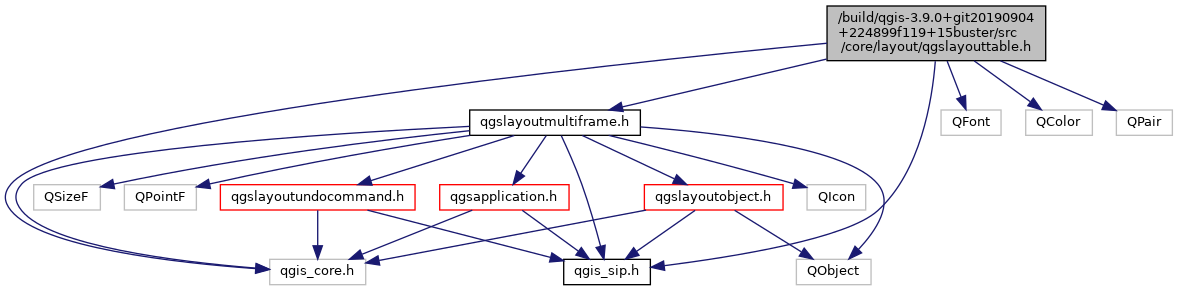 /build/qgis-3.9.0+git20190904
+224899f119+15buster/src
/core/layout/qgslayouttable.h
qgslayoutmultiframe.h
QFont
QColor
QPair
QSizeF
QPointF
qgslayoutundocommand.h
qgsapplication.h
qgslayoutobject.h
QIcon
qgis_core.h
qgis_sip.h
QObject